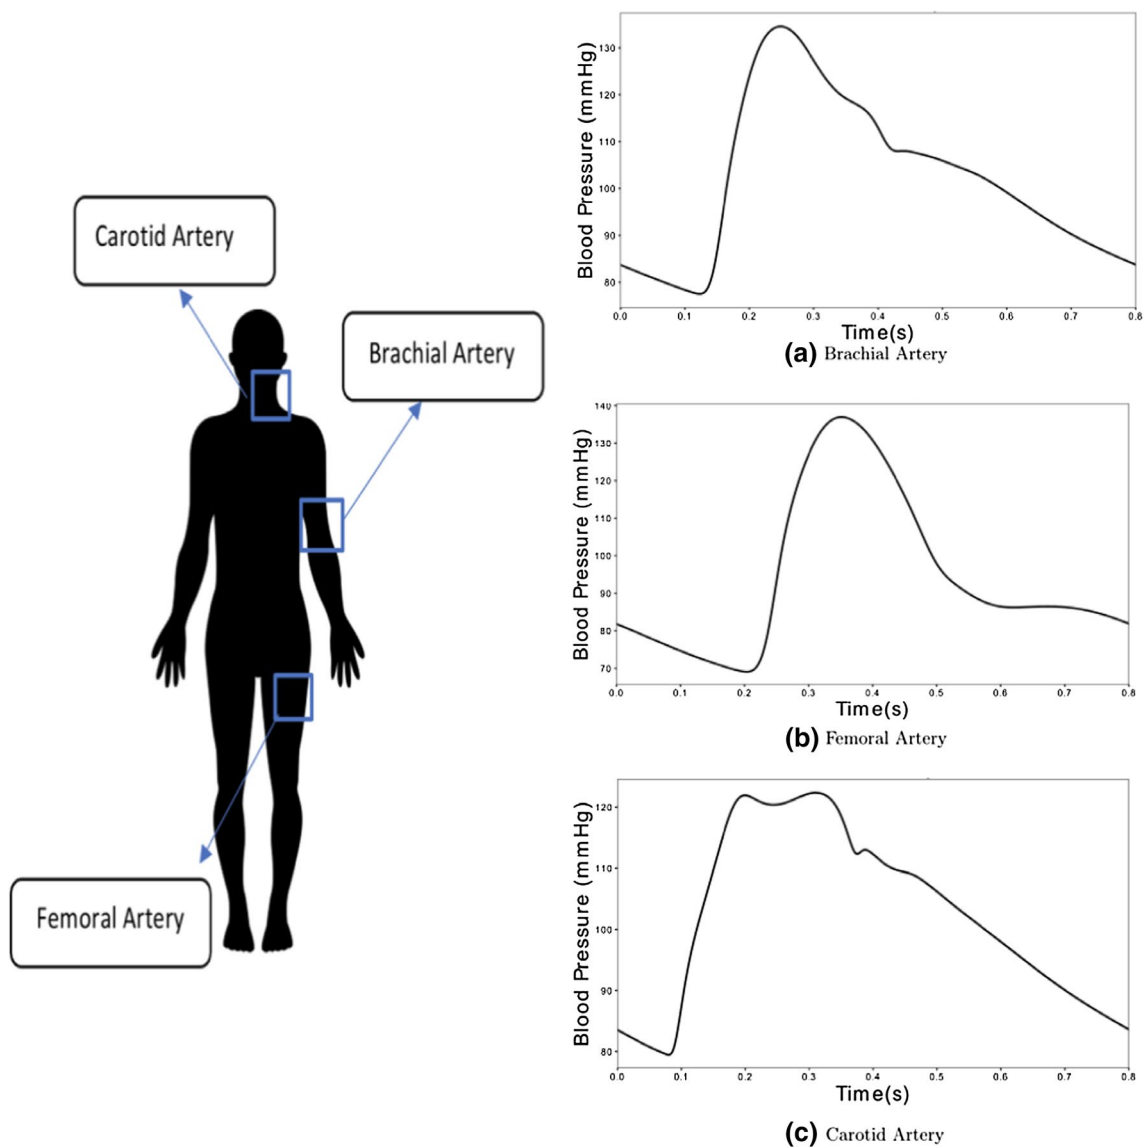 Carotid Artery
Brachial Artery
Femoral Artery
Blood Pressure (mmHg)
130
120
110
100
90
80
0.0 0.1 0.2 0.3 0.4 0.5 0.6 0.7 0.8
Time(s)
(a) Brachial Artery
Blood Pressure (mmHg)
140
130
120
110
100
90
80
70
0.0 0.1 0.2 0.3 0.4 0.5 0.6 0.7 0.8
Time(s)
(b) Femoral Artery
Blood Pressure (mmHg)
120
110
100
90
80
0.0 0.1 0.2 0.3 0.4 0.5 0.6 0.7 0.8
Time(s)
(c) Carotid Artery